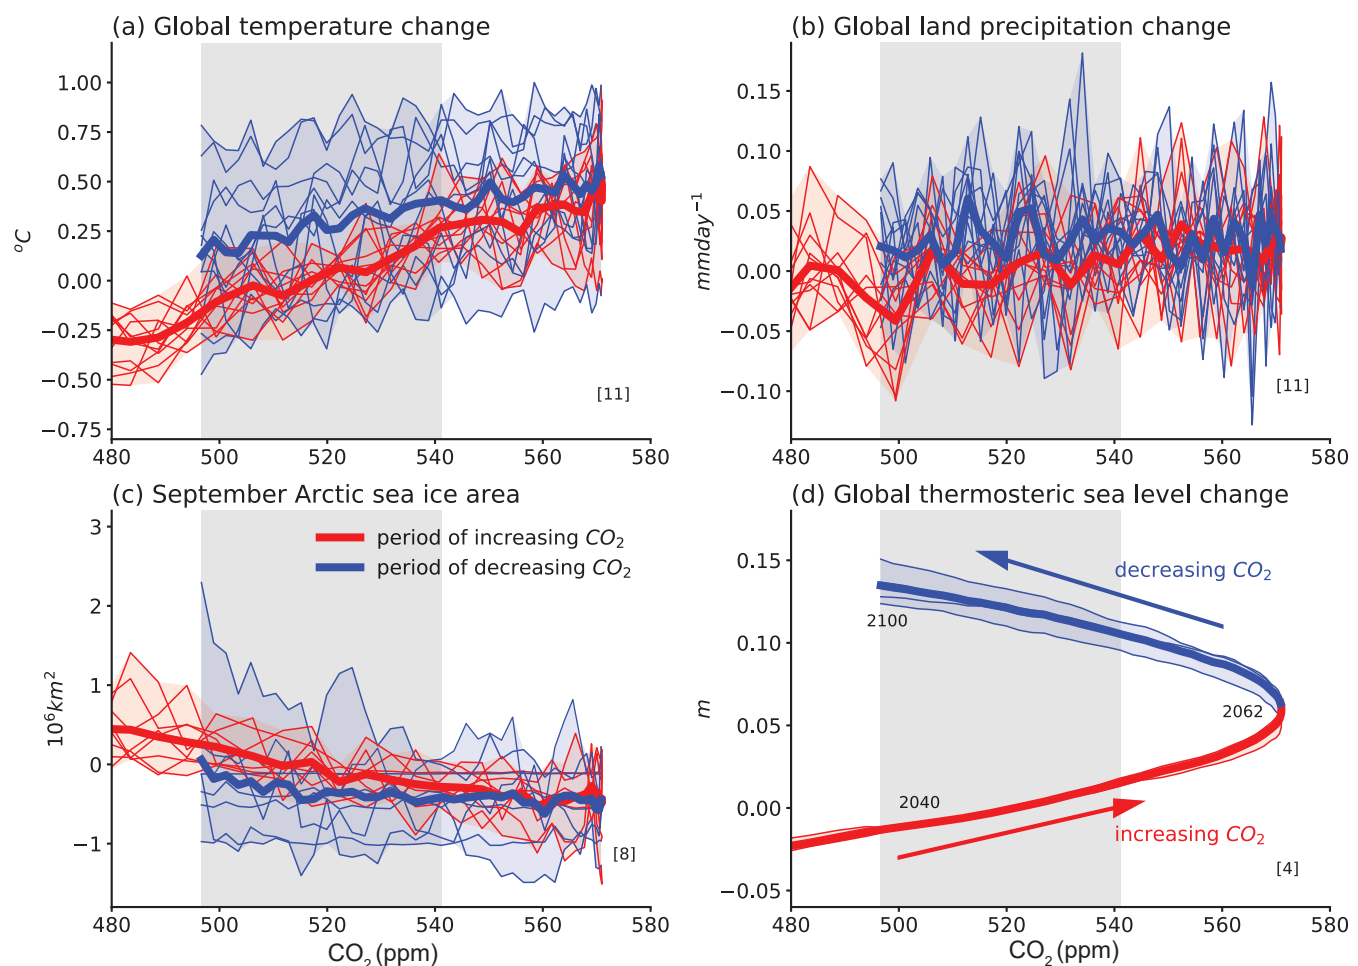 (a) Global temperature change
°C
1.00
0.75
0.50
0.25
0.00
−0.25
−0.50
−0.75
[11]
480 500 520 540 560 580
(b) Global land precipitation change
mmday⁻¹
0.15
0.10
0.05
0.00
−0.05
−0.10
[11]
480 500 520 540 560 580
(c) September Arctic sea ice area
10⁶km²
3
2
1
0
−1
period of increasing CO₂
period of decreasing CO₂
[8]
480 500 520 540 560 580
CO₂ (ppm)
(d) Global thermosteric sea level change
m
0.15
0.10
0.05
0.00
−0.05
decreasing CO₂
2100
2062
2040
increasing CO₂
[4]
480 500 520 540 560 580
CO₂ (ppm)